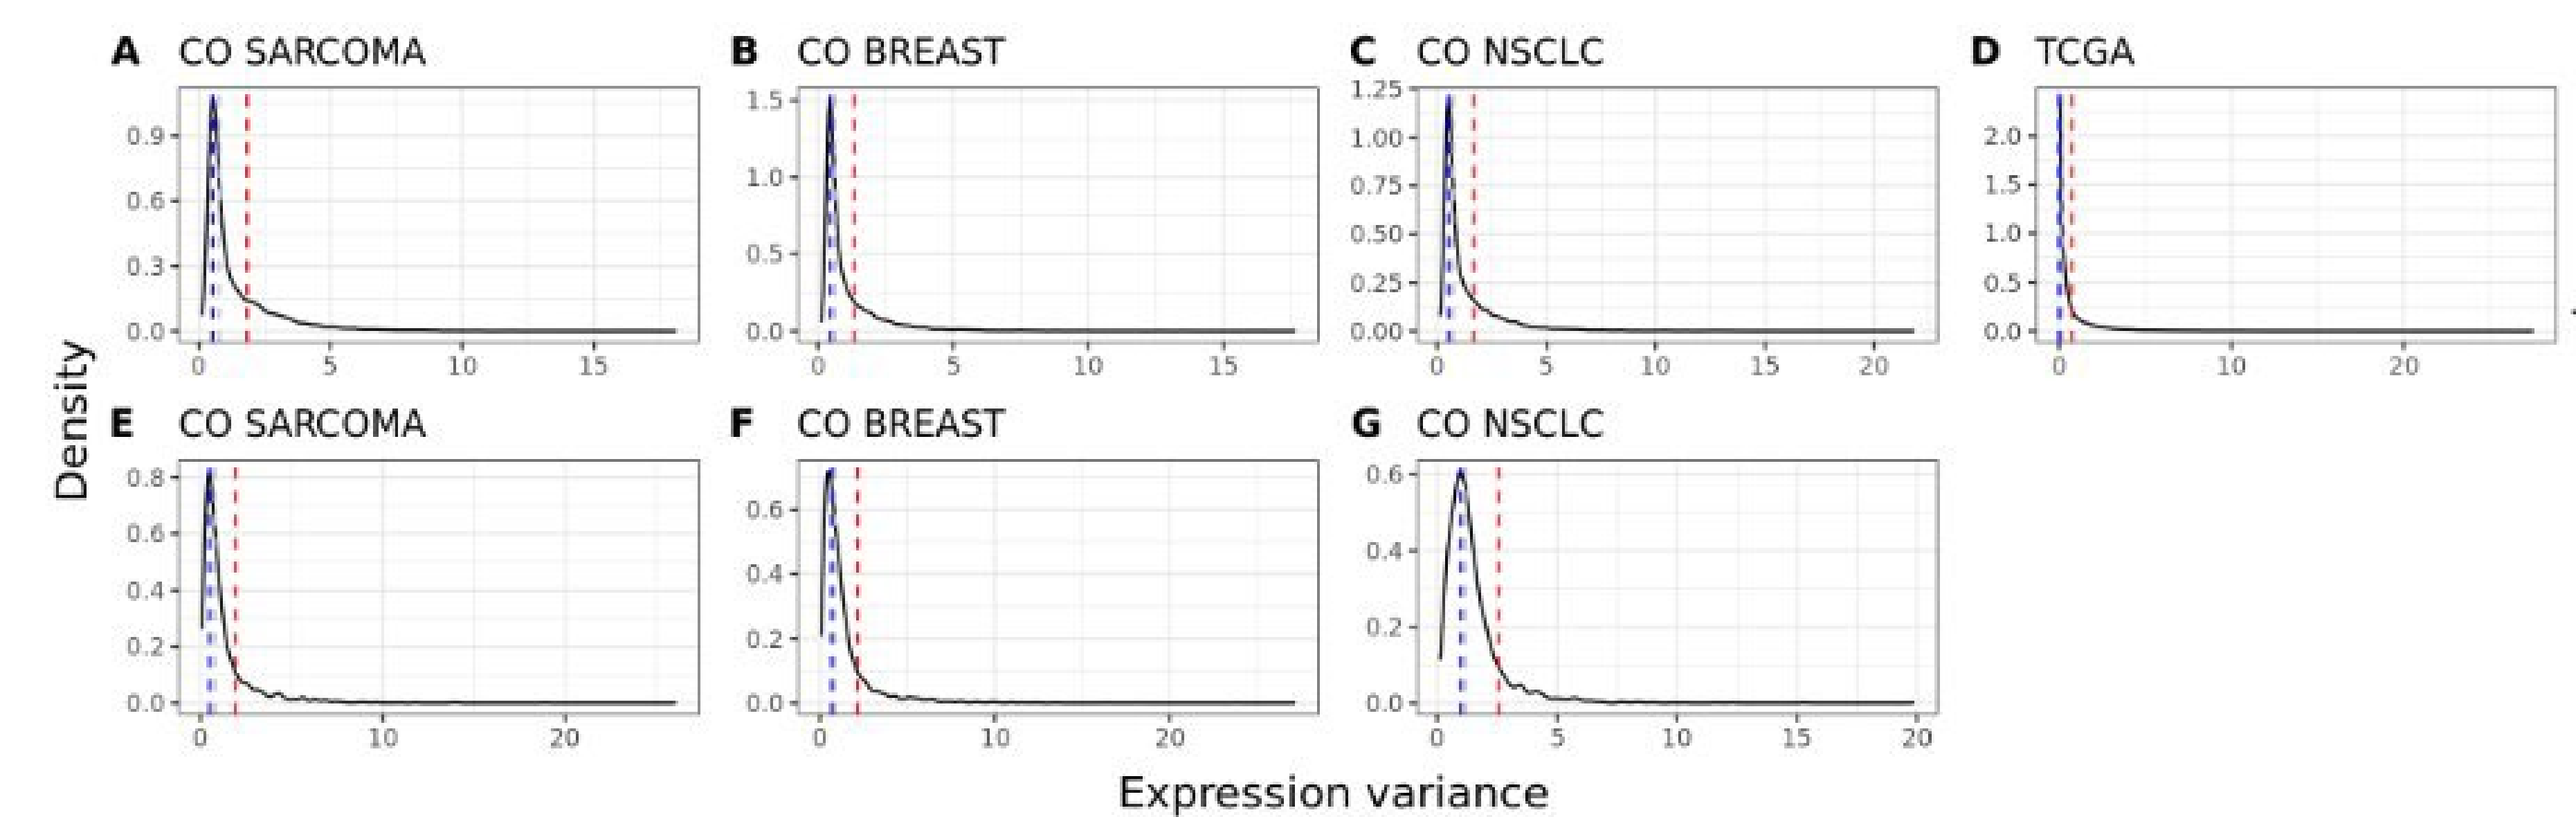 A CO SARCOMA
B CO BREAST
C CO NSCLC
D TCGA
0.9
0.6
0.3
0.0
0 5 10 15
1.5
1.0
0.5
0.0
0 5 10 15
1.25
1.00
0.75
0.50
0.25
0.00
0 5 10 15 20
2.0
1.5
1.0
0.5
0.0
0 10 20
Density
E CO SARCOMA
F CO BREAST
G CO NSCLC
0.8
0.6
0.4
0.2
0.0
0 10 20
0.6
0.4
0.2
0.0
0 10 20
0.6
0.4
0.2
0.0
0 5 10 15 20
Expression variance